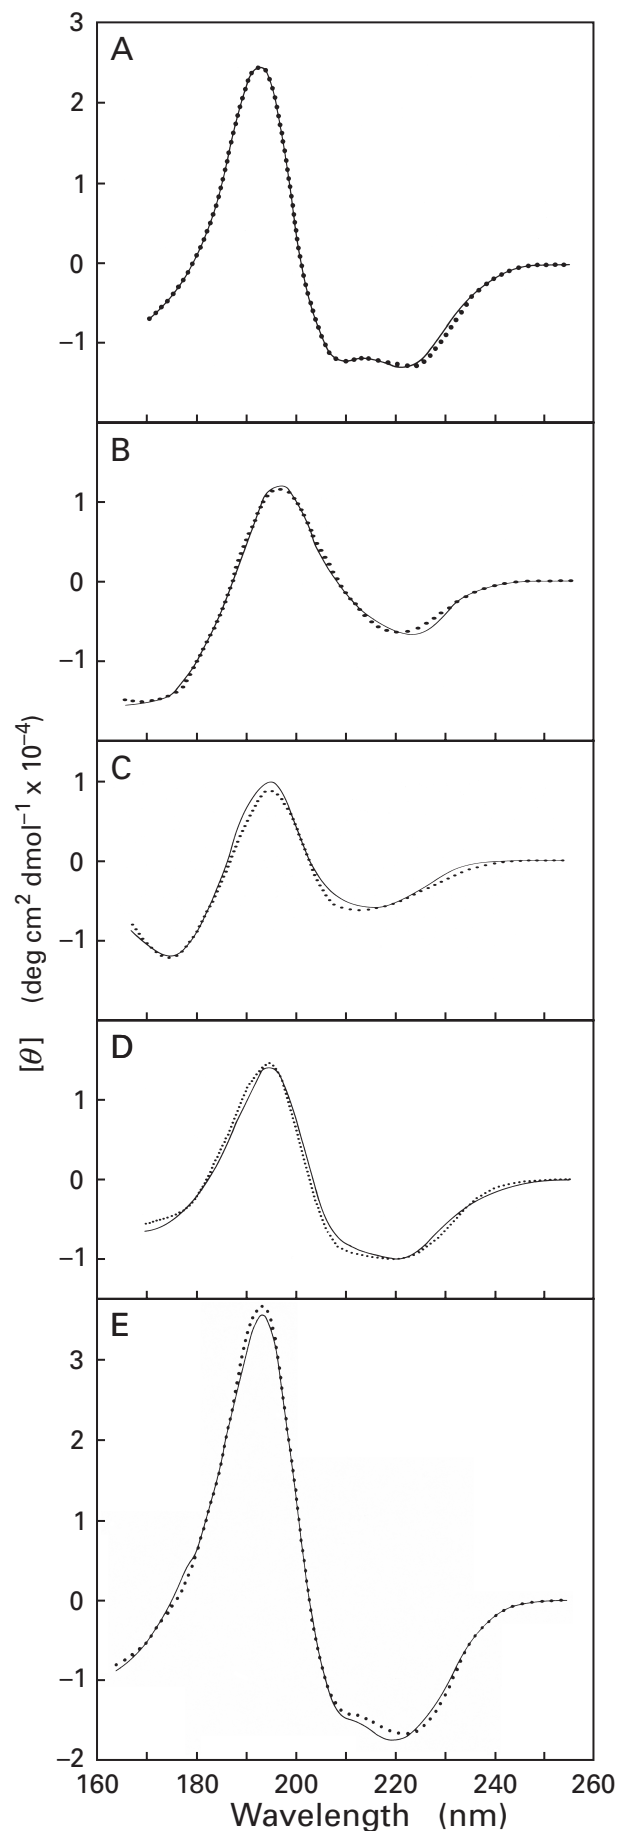 A
3
2
1
0
–1
B
1
0
–1
C
1
0
–1
D
1
0
–1
E
3
2
1
0
–1
–2
[θ] (deg cm² dmol⁻¹ x 10⁻⁴)
160 180 200 220 240 260
Wavelength (nm)